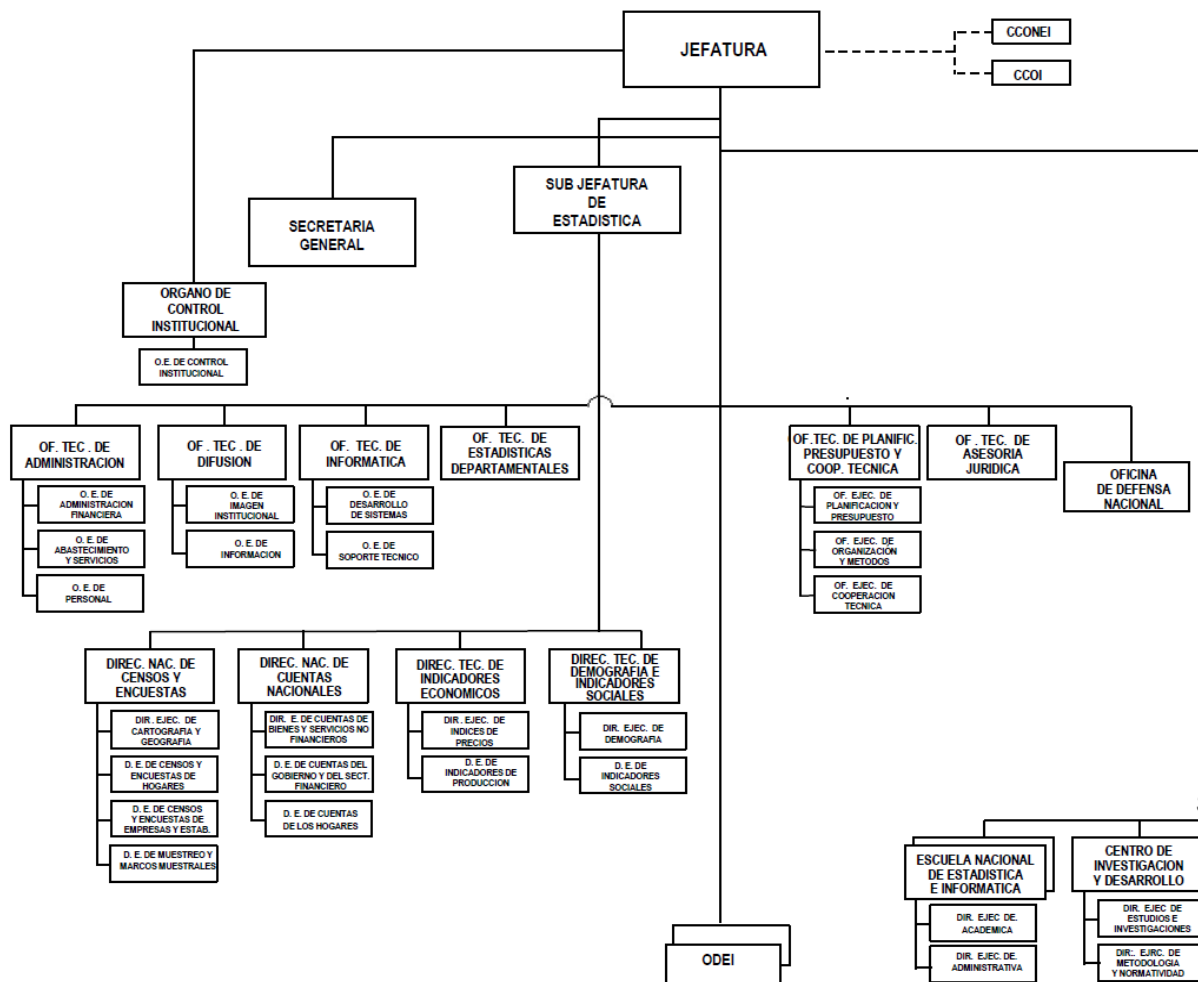 JEFATURA
CCONEI
CCOI
SUB JEFATURA
DE
ESTADISTICA
SECRETARIA
GENERAL
ORGANO DE
CONTROL
INSTITUCIONAL
O.E. DE CONTROL
INSTITUCIONAL
OF. TEC . DE
ADMINISTRACION
O. E. DE
ADMINISTRACION
FINANCIERA
O. E. DE
ABASTECIMIENTO
Y SERVICIOS
O. E. DE
PERSONAL
OF . TEC . DE
DIFUSION
O. E. DE
IMAGEN
INSTITUCIONAL
O. E. DE
INFORMACION
OF. TEC. DE
INFORMATICA
O. E. DE
DESARROLLO
DE SISTEMAS
O. E. DE
SOPORTE TECNICO
OF. TEC. DE
ESTADISTICAS
DEPARTAMENTALES
OF.TEC. DE PLANIFIC.
PRESUPUESTO Y
COOP. TECNICA
OF. EJEC. DE
PLANIFICACION Y
PRESUPUESTO
OF. EJEC. DE
ORGANIZACIÓN
Y METODOS
OF. EJEC. DE
COOPERACION
TECNICA
OF . TEC. DE
ASESORIA
JURIDICA
OFICINA
DE DEFENSA
NACIONAL
DIREC. NAC. DE
CENSOS Y
ENCUESTAS
DIR . EJEC. DE
CARTOGRAFIA Y
GEOGRAFIA
D. E. DE CENSOS Y
ENCUESTAS DE
HOGARES
D. E. DE CENSOS
Y ENCUESTAS DE
EMPRESAS Y ESTAB.
D. E. DE MUESTREO Y
MARCOS MUESTRALES
DIREC. NAC. DE
CUENTAS
NACIONALES
DIR. E. DE CUENTAS DE
BIENES Y SERVICIOS NO
FINANCIEROS
D. E. DE CUENTAS DEL
GOBIERNO Y DEL SECT.
FINANCIERO
D. E. DE CUENTAS
DE LOS HOGARES
DIREC. TEC. DE
INDICADORES
ECONOMICOS
DIR . EJEC. DE
INDICES DE
PRECIOS
D. E. DE
INDICADORES DE
PRODUCCION
DIREC. TEC. DE
DEMOGRAFIA E
INDICADORES
SOCIALES
DIR. EJEC. DE
DEMOGRAFIA
D. E. DE
INDICADORES
SOCIALES
ESCUELA NACIONAL
DE ESTADISTICA
E INFORMATICA
DIR. EJEC DE.
ACADEMICA
DIR. EJEC. DE.
ADMINISTRATIVA
CENTRO DE
INVESTIGACION
Y DESARROLLO
DIR. EJEC DE
ESTUDIOS E
INVESTIGACIONES
DIR:. EJRC. DE
METODOLOGIA
Y NORMATIVIDAD
ODEI